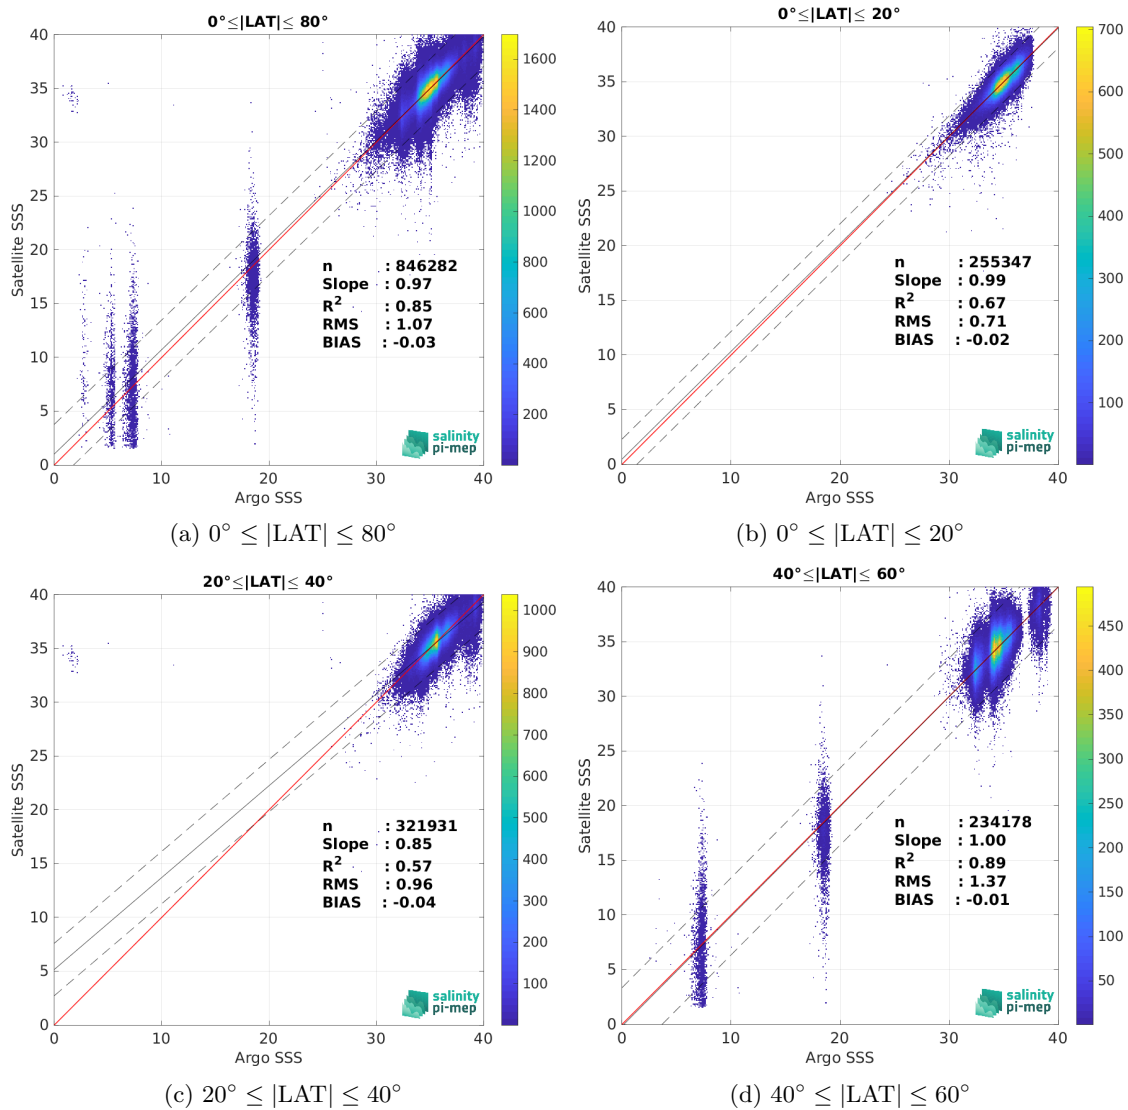 0°≤|LAT|≤ 80°
40
35
30
25
20
15
10
5
0
0
10
20
30
40
Satellite SSS
Argo SSS
n : 846282
Slope : 0.97
R² : 0.85
RMS : 1.07
BIAS : -0.03
salinity
pi-mep
1600
1400
1200
1000
800
600
400
200
(a) 0° ≤ |LAT| ≤ 80°
0°≤|LAT|≤ 20°
40
35
30
25
20
15
10
5
0
0
10
20
30
40
Satellite SSS
Argo SSS
n : 255347
Slope : 0.99
R² : 0.67
RMS : 0.71
BIAS : -0.02
salinity
pi-mep
700
600
500
400
300
200
100
(b) 0° ≤ |LAT| ≤ 20°
20°≤|LAT|≤ 40°
40
35
30
25
20
15
10
5
0
0
10
20
30
40
Satellite SSS
Argo SSS
n : 321931
Slope : 0.85
R² : 0.57
RMS : 0.96
BIAS : -0.04
salinity
pi-mep
1000
900
800
700
600
500
400
300
200
100
(c) 20° ≤ |LAT| ≤ 40°
40°≤|LAT|≤ 60°
40
35
30
25
20
15
10
5
0
0
10
20
30
40
Satellite SSS
Argo SSS
n : 234178
Slope : 1.00
R² : 0.89
RMS : 1.37
BIAS : -0.01
salinity
pi-mep
450
400
350
300
250
200
150
100
50
(d) 40° ≤ |LAT| ≤ 60°